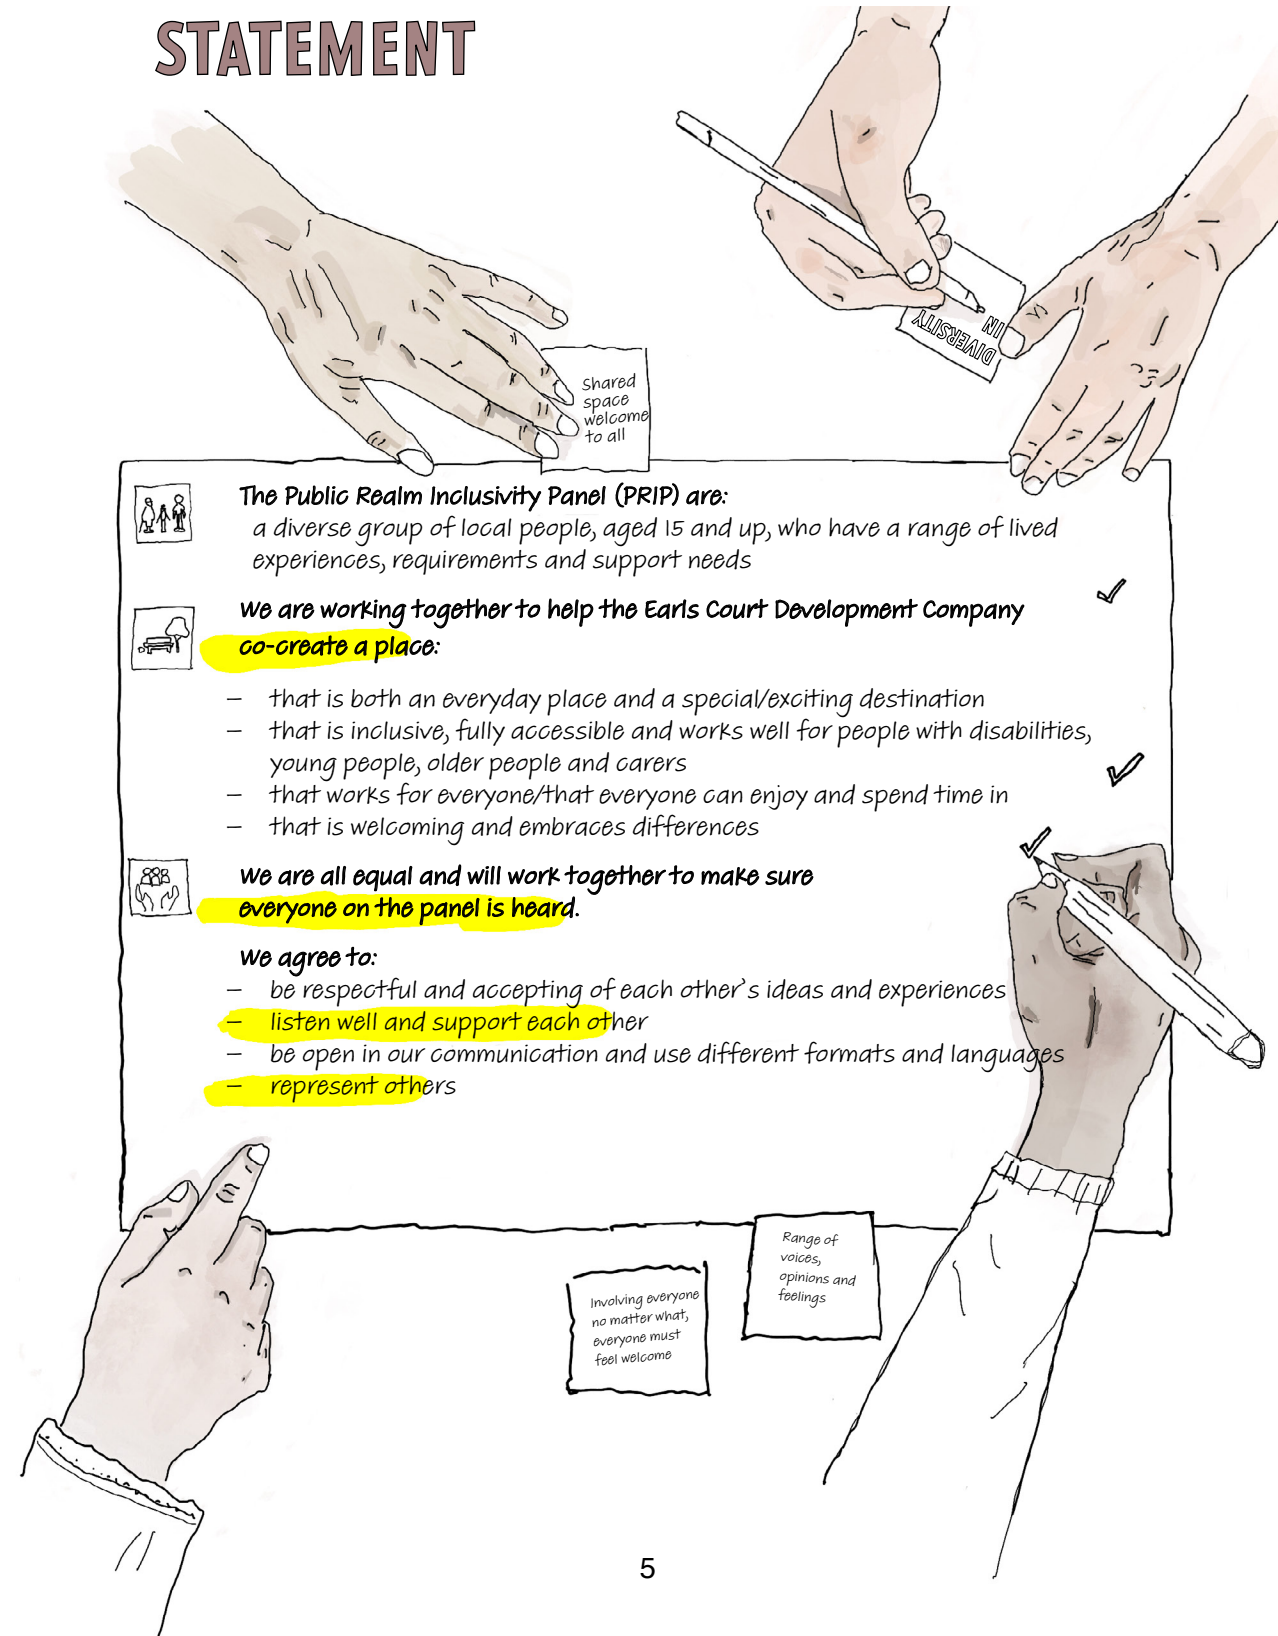 STATEMENT
DIVERSITY
IN
Shared
space
welcome
to all
The Public Realm Inclusivity Panel (PRIP) are:
a diverse group of local people, aged 15 and up, who have a range of lived
experiences, requirements and support needs
We are working together to help the Earls Court Development Company
co-create a place:
– that is both an everyday place and a special/exciting destination
– that is inclusive, fully accessible and works well for people with disabilities,
young people, older people and carers
– that works for everyone/that everyone can enjoy and spend time in
– that is welcoming and embraces differences
We are all equal and will work together to make sure
everyone on the panel is heard.
We agree to:
– be respectful and accepting of each other's ideas and experiences
– listen well and support each other
– be open in our communication and use different formats and languages
– represent others
Range of
voices,
opinions and
feelings
Involving everyone
no matter what,
everyone must
feel welcome
5